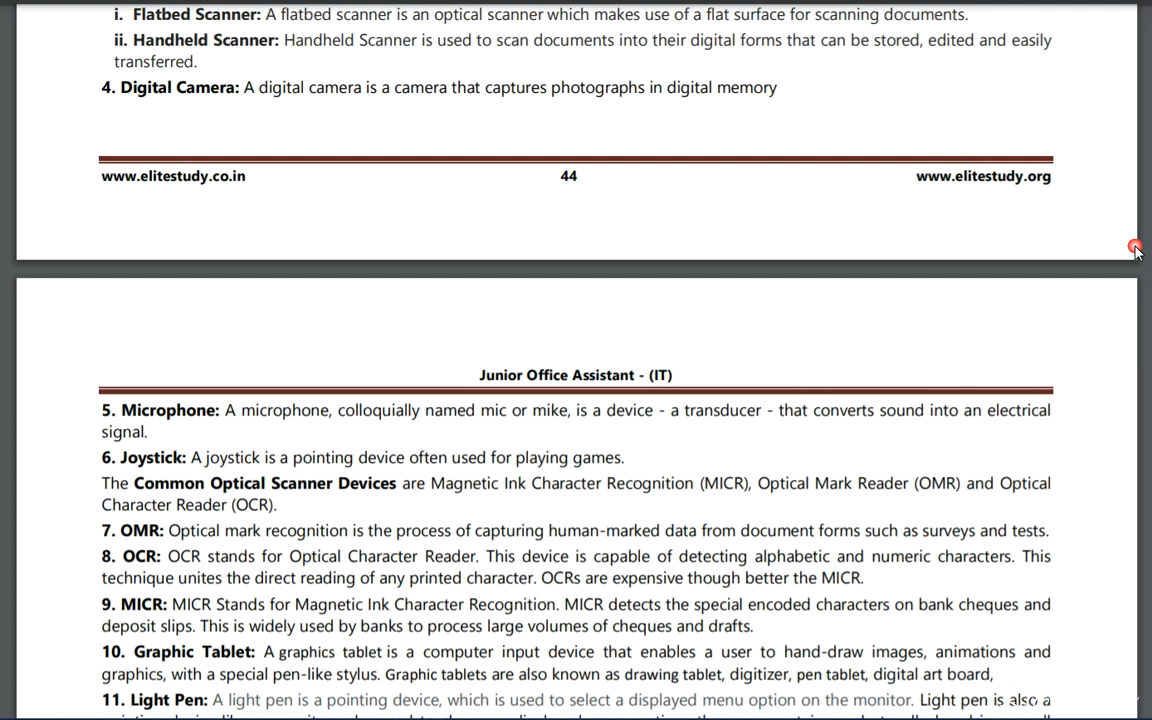 i. Flatbed Scanner: A flatbed scanner is an optical scanner which makes use of a flat surface for scanning documents.
ii. Handheld Scanner: Handheld Scanner is used to scan documents into their digital forms that can be stored, edited and easily
transferred.
4. Digital Camera: A digital camera is a camera that captures photographs in digital memory
www.elitestudy.co.in 44 www.elitestudy.org
Junior Office Assistant - (IT)
5. Microphone: A microphone, colloquially named mic or mike, is a device - a transducer - that converts sound into an electrical
signal.
6. Joystick: A joystick is a pointing device often used for playing games.
The Common Optical Scanner Devices are Magnetic Ink Character Recognition (MICR), Optical Mark Reader (OMR) and Optical
Character Reader (OCR).
7. OMR: Optical mark recognition is the process of capturing human-marked data from document forms such as surveys and tests.
8. OCR: OCR stands for Optical Character Reader. This device is capable of detecting alphabetic and numeric characters. This
technique unites the direct reading of any printed character. OCRs are expensive though better the MICR.
9. MICR: MICR Stands for Magnetic Ink Character Recognition. MICR detects the special encoded characters on bank cheques and
deposit slips. This is widely used by banks to process large volumes of cheques and drafts.
10. Graphic Tablet: A graphics tablet is a computer input device that enables a user to hand-draw images, animations and
graphics, with a special pen-like stylus. Graphic tablets are also known as drawing tablet, digitizer, pen tablet, digital art board,
11. Light Pen: A light pen is a pointing device, which is used to select a displayed menu option on the monitor. Light pen is also a